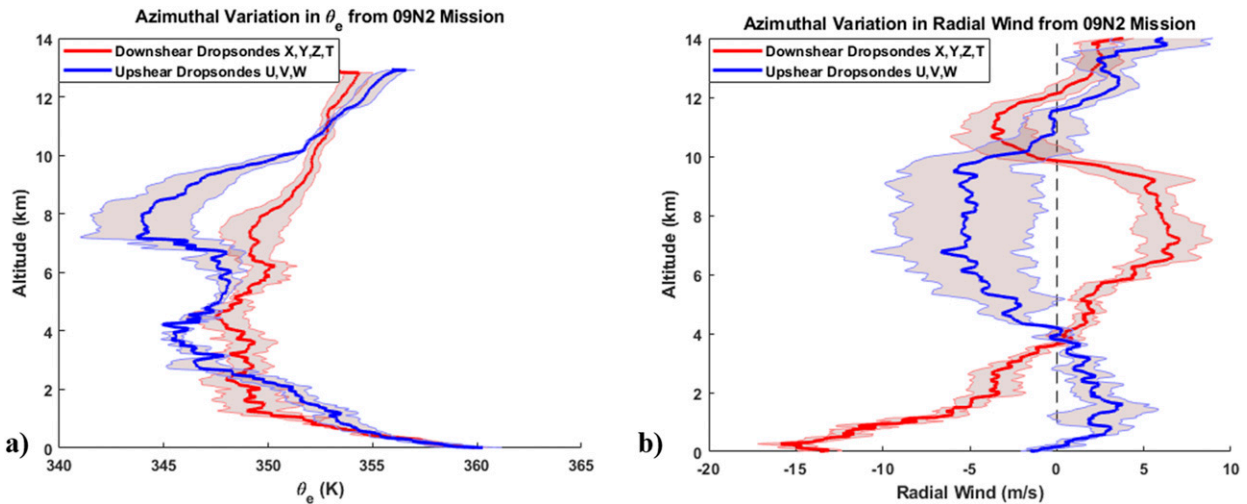 Azimuthal Variation in θe from 09N2 Mission
Downshear Dropsondes X,Y,Z,T
Upshear Dropsondes U,V,W
Altitude (km)
14
12
10
8
6
4
2
0
340
345
350
355
360
365
θe (K)
a)
Azimuthal Variation in Radial Wind from 09N2 Mission
Downshear Dropsondes X,Y,Z,T
Upshear Dropsondes U,V,W
Altitude (km)
14
12
10
8
6
4
2
0
-20
-15
-10
-5
0
5
10
Radial Wind (m/s)
b)